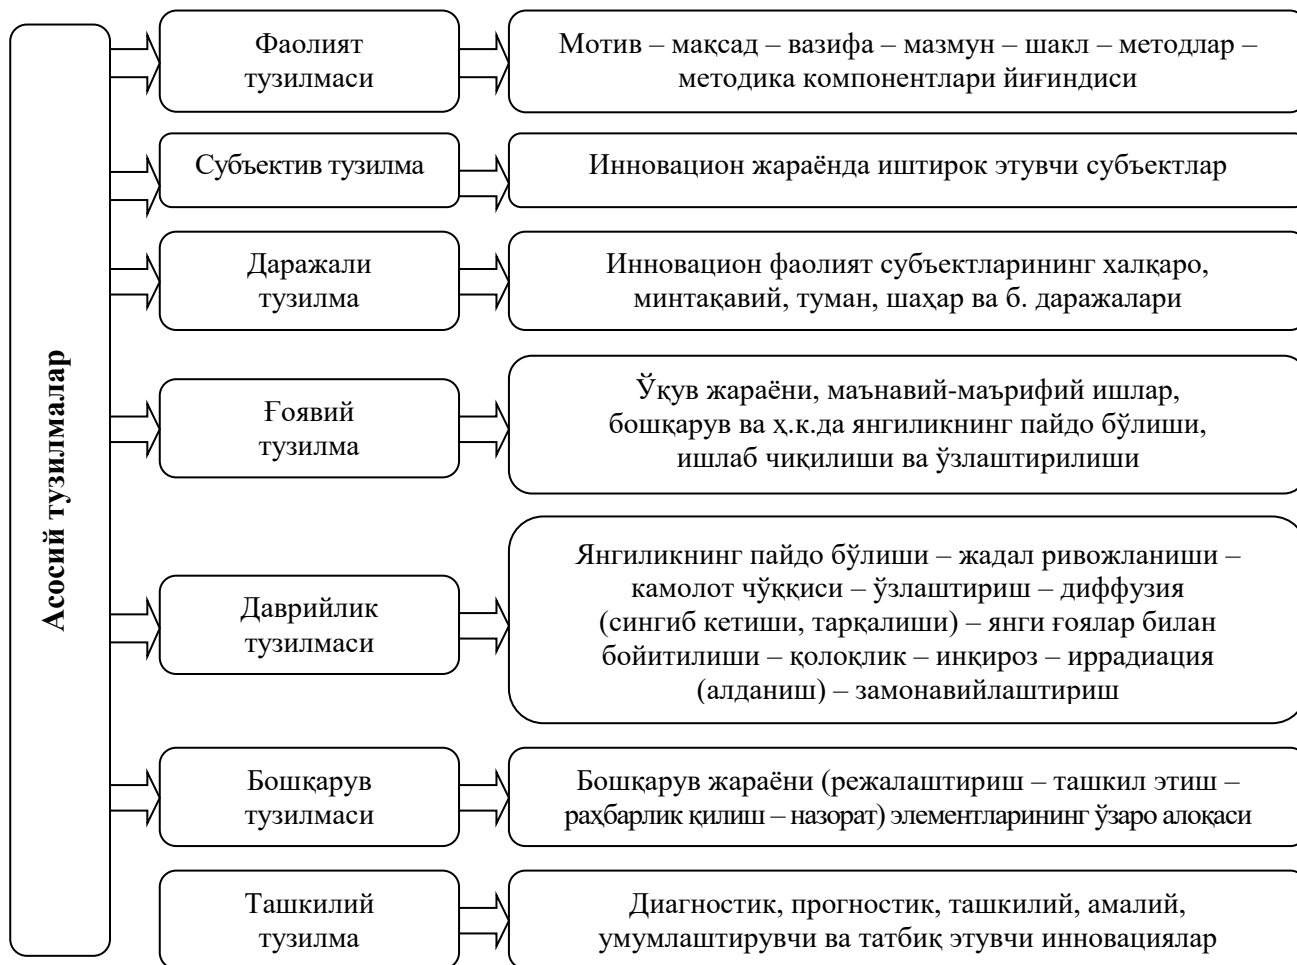 Асосий тузилмалар
Фаолият
тузилмаси
Мотив – мақсад – вазифа – мазмун – шакл – методлар –
методика компонентлари йиғиндиси
Субъектив тузилма
Инновацион жараёнда иштирок этувчи субъектлар
Даражали
тузилма
Инновацион фаолият субъектларининг халқаро,
минтақавий, туман, шаҳар ва б. даражалари
Ғоявий
тузилма
Ўқув жараёни, маънавий-маърифий ишлар,
бошқарув ва ҳ.к.да янгиликнинг пайдо бўлиши,
ишлаб чиқилиши ва ўзлаштирилиши
Даврийлик
тузилмаси
Янгиликнинг пайдо бўлиши – жадал ривожланиши –
камолот чўққиси – ўзлаштириш – диффузия
(сингиб кетиши, тарқалиши) – янги ғоялар билан
бойитилиши – қолоқлик – инқироз – иррадиация
(алданиш) – замонавийлаштириш
Бошқарув
тузилмаси
Бошқарув жараёни (режалаштириш – ташкил этиш –
раҳбарлик қилиш – назорат) элементларининг ўзаро алоқаси
Ташкилий
тузилма
Диагностик, прогностик, ташкилий, амалий,
умумлаштирувчи ва татбиқ этувчи инновациялар